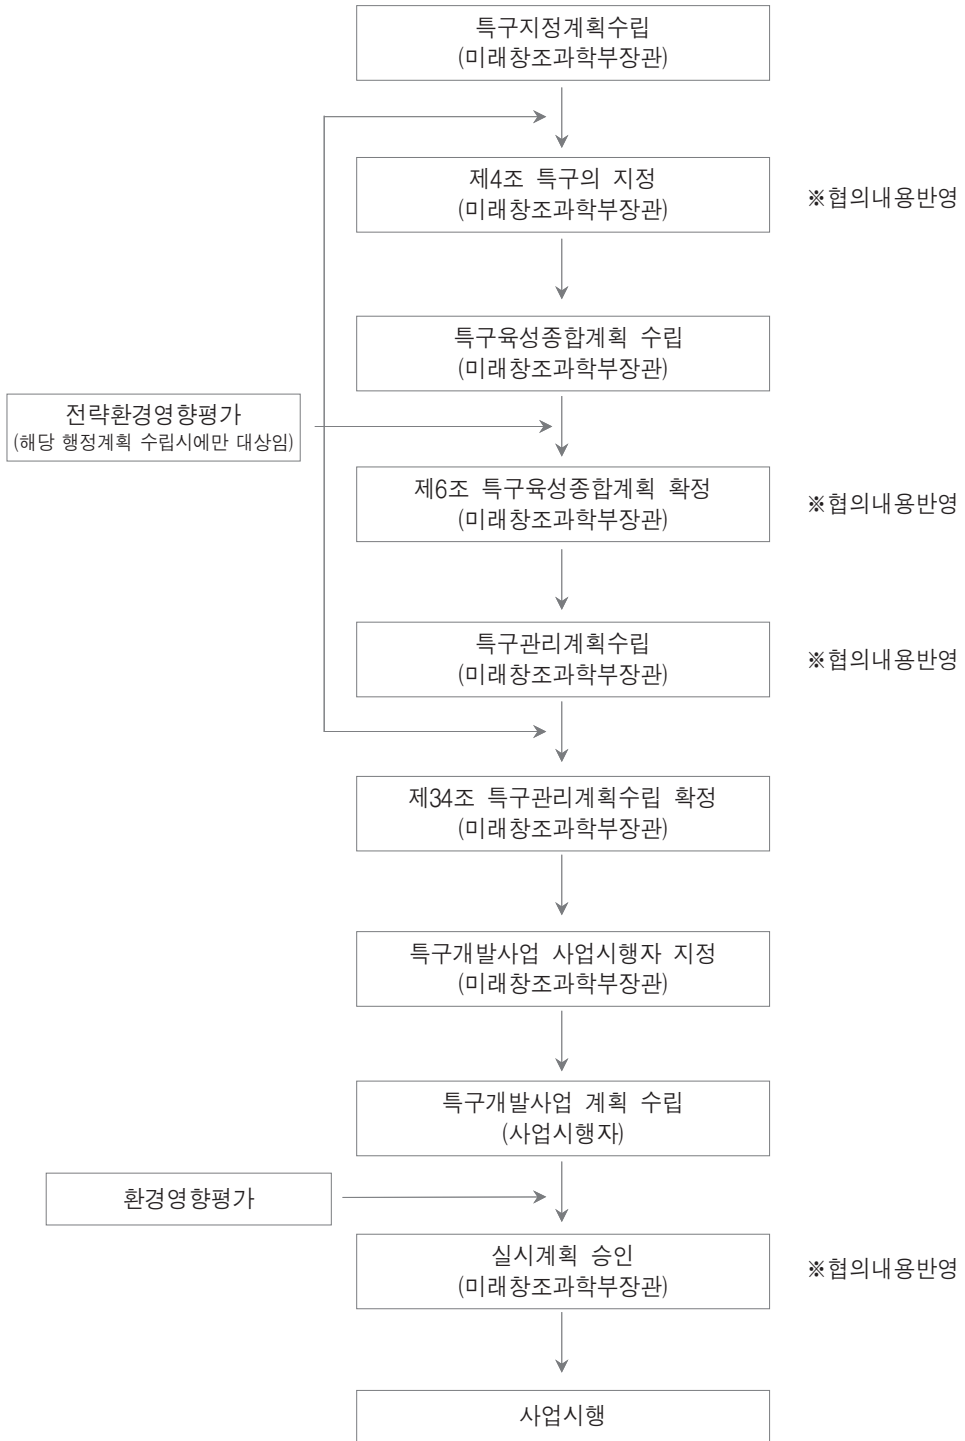 특구지정계획수립
(미래창조과학부장관)
제4조 특구의 지정
(미래창조과학부장관)
※협의내용반영
특구육성종합계획 수립
(미래창조과학부장관)
전략환경영향평가
(해당 행정계획 수립시에만 대상임)
제6조 특구육성종합계획 확정
(미래창조과학부장관)
※협의내용반영
특구관리계획수립
(미래창조과학부장관)
※협의내용반영
제34조 특구관리계획수립 확정
(미래창조과학부장관)
특구개발사업 사업시행자 지정
(미래창조과학부장관)
특구개발사업 계획 수립
(사업시행자)
환경영향평가
실시계획 승인
(미래창조과학부장관)
※협의내용반영
사업시행